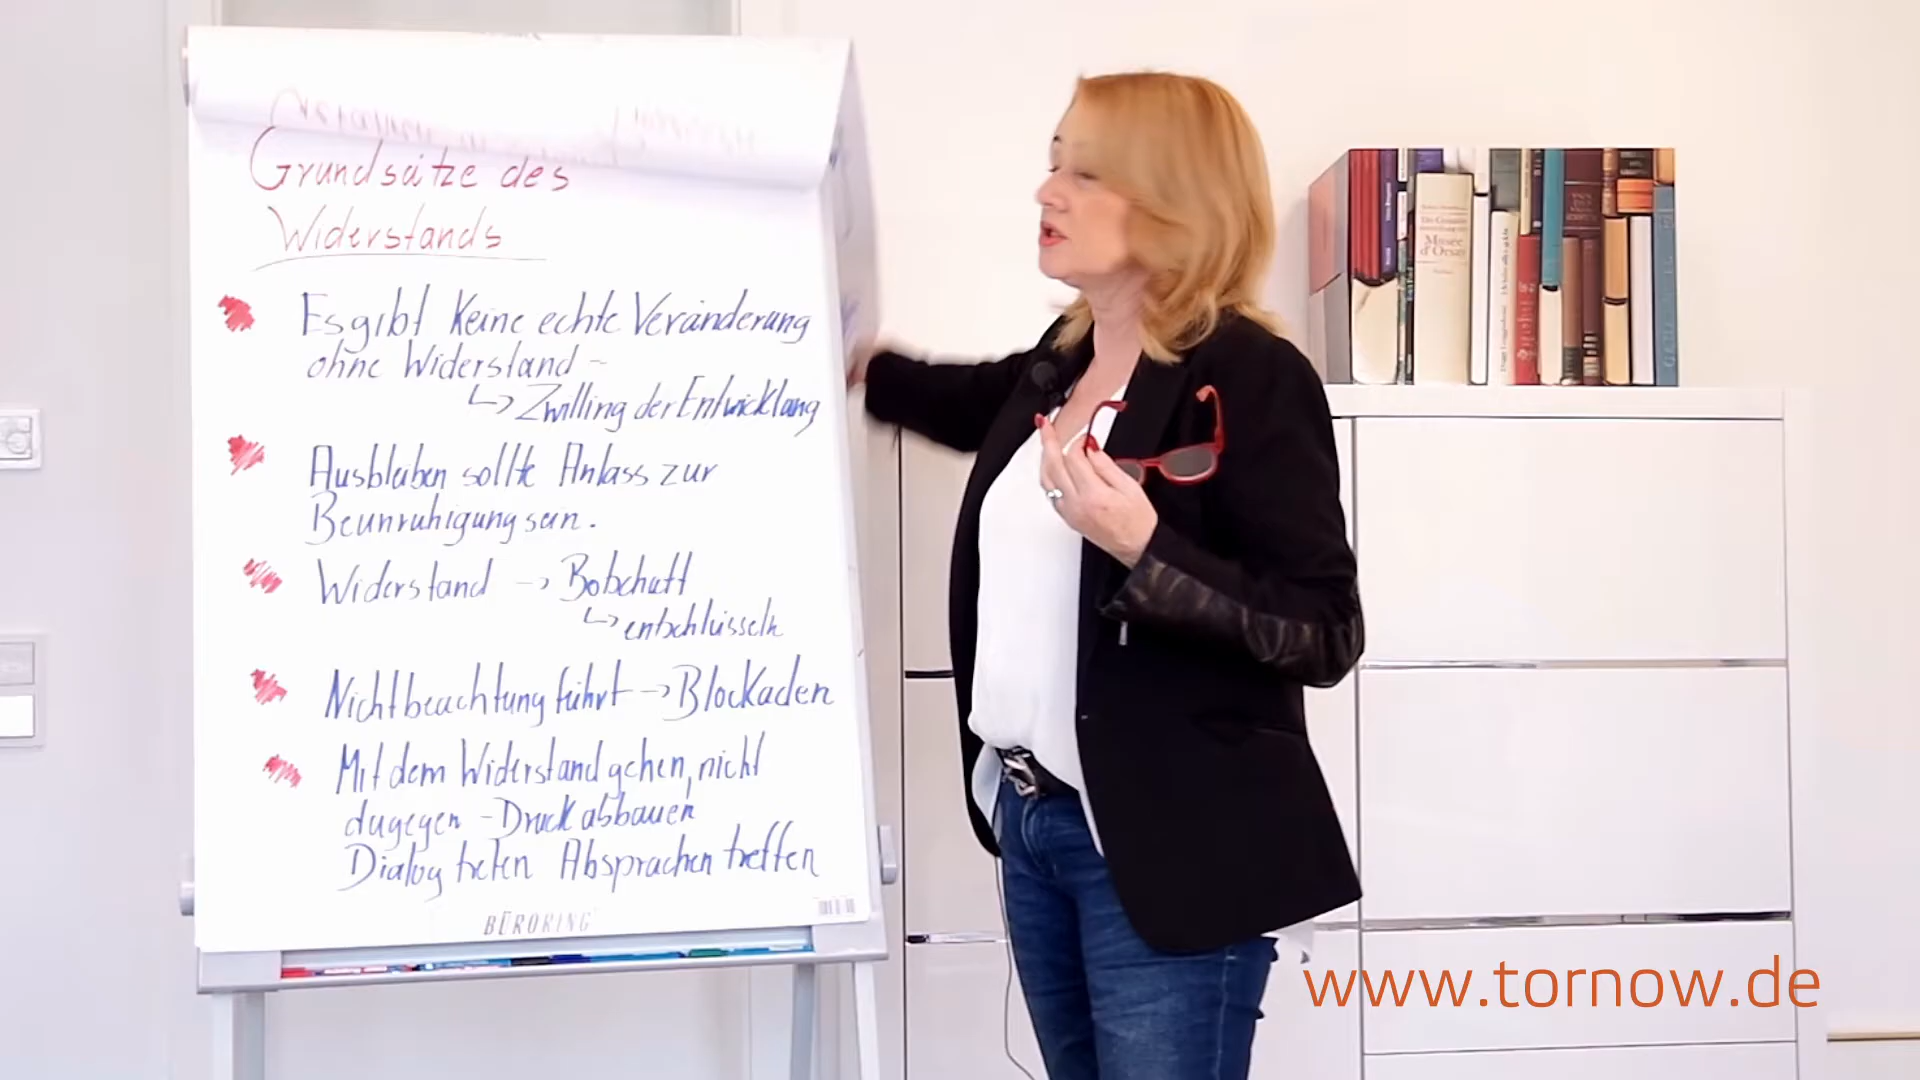 Grundsätze des
Widerstands
Es gibt keine echte Veränderung
ohne Widerstand -
↳ Zwilling der Entwicklung
Ausbleiben sollte Anlass zur
Beunruhigung sein.
Widerstand -> Botschaft
↳ entschlüsseln
Nichtbeachtung führt -> Blockaden
Mit dem Widerstand gehen, nicht
dagegen - Druck abbauen
Dialog treten Absprachen treffen
BÜRORING
Musée
d'Orsay
www.tornow.de